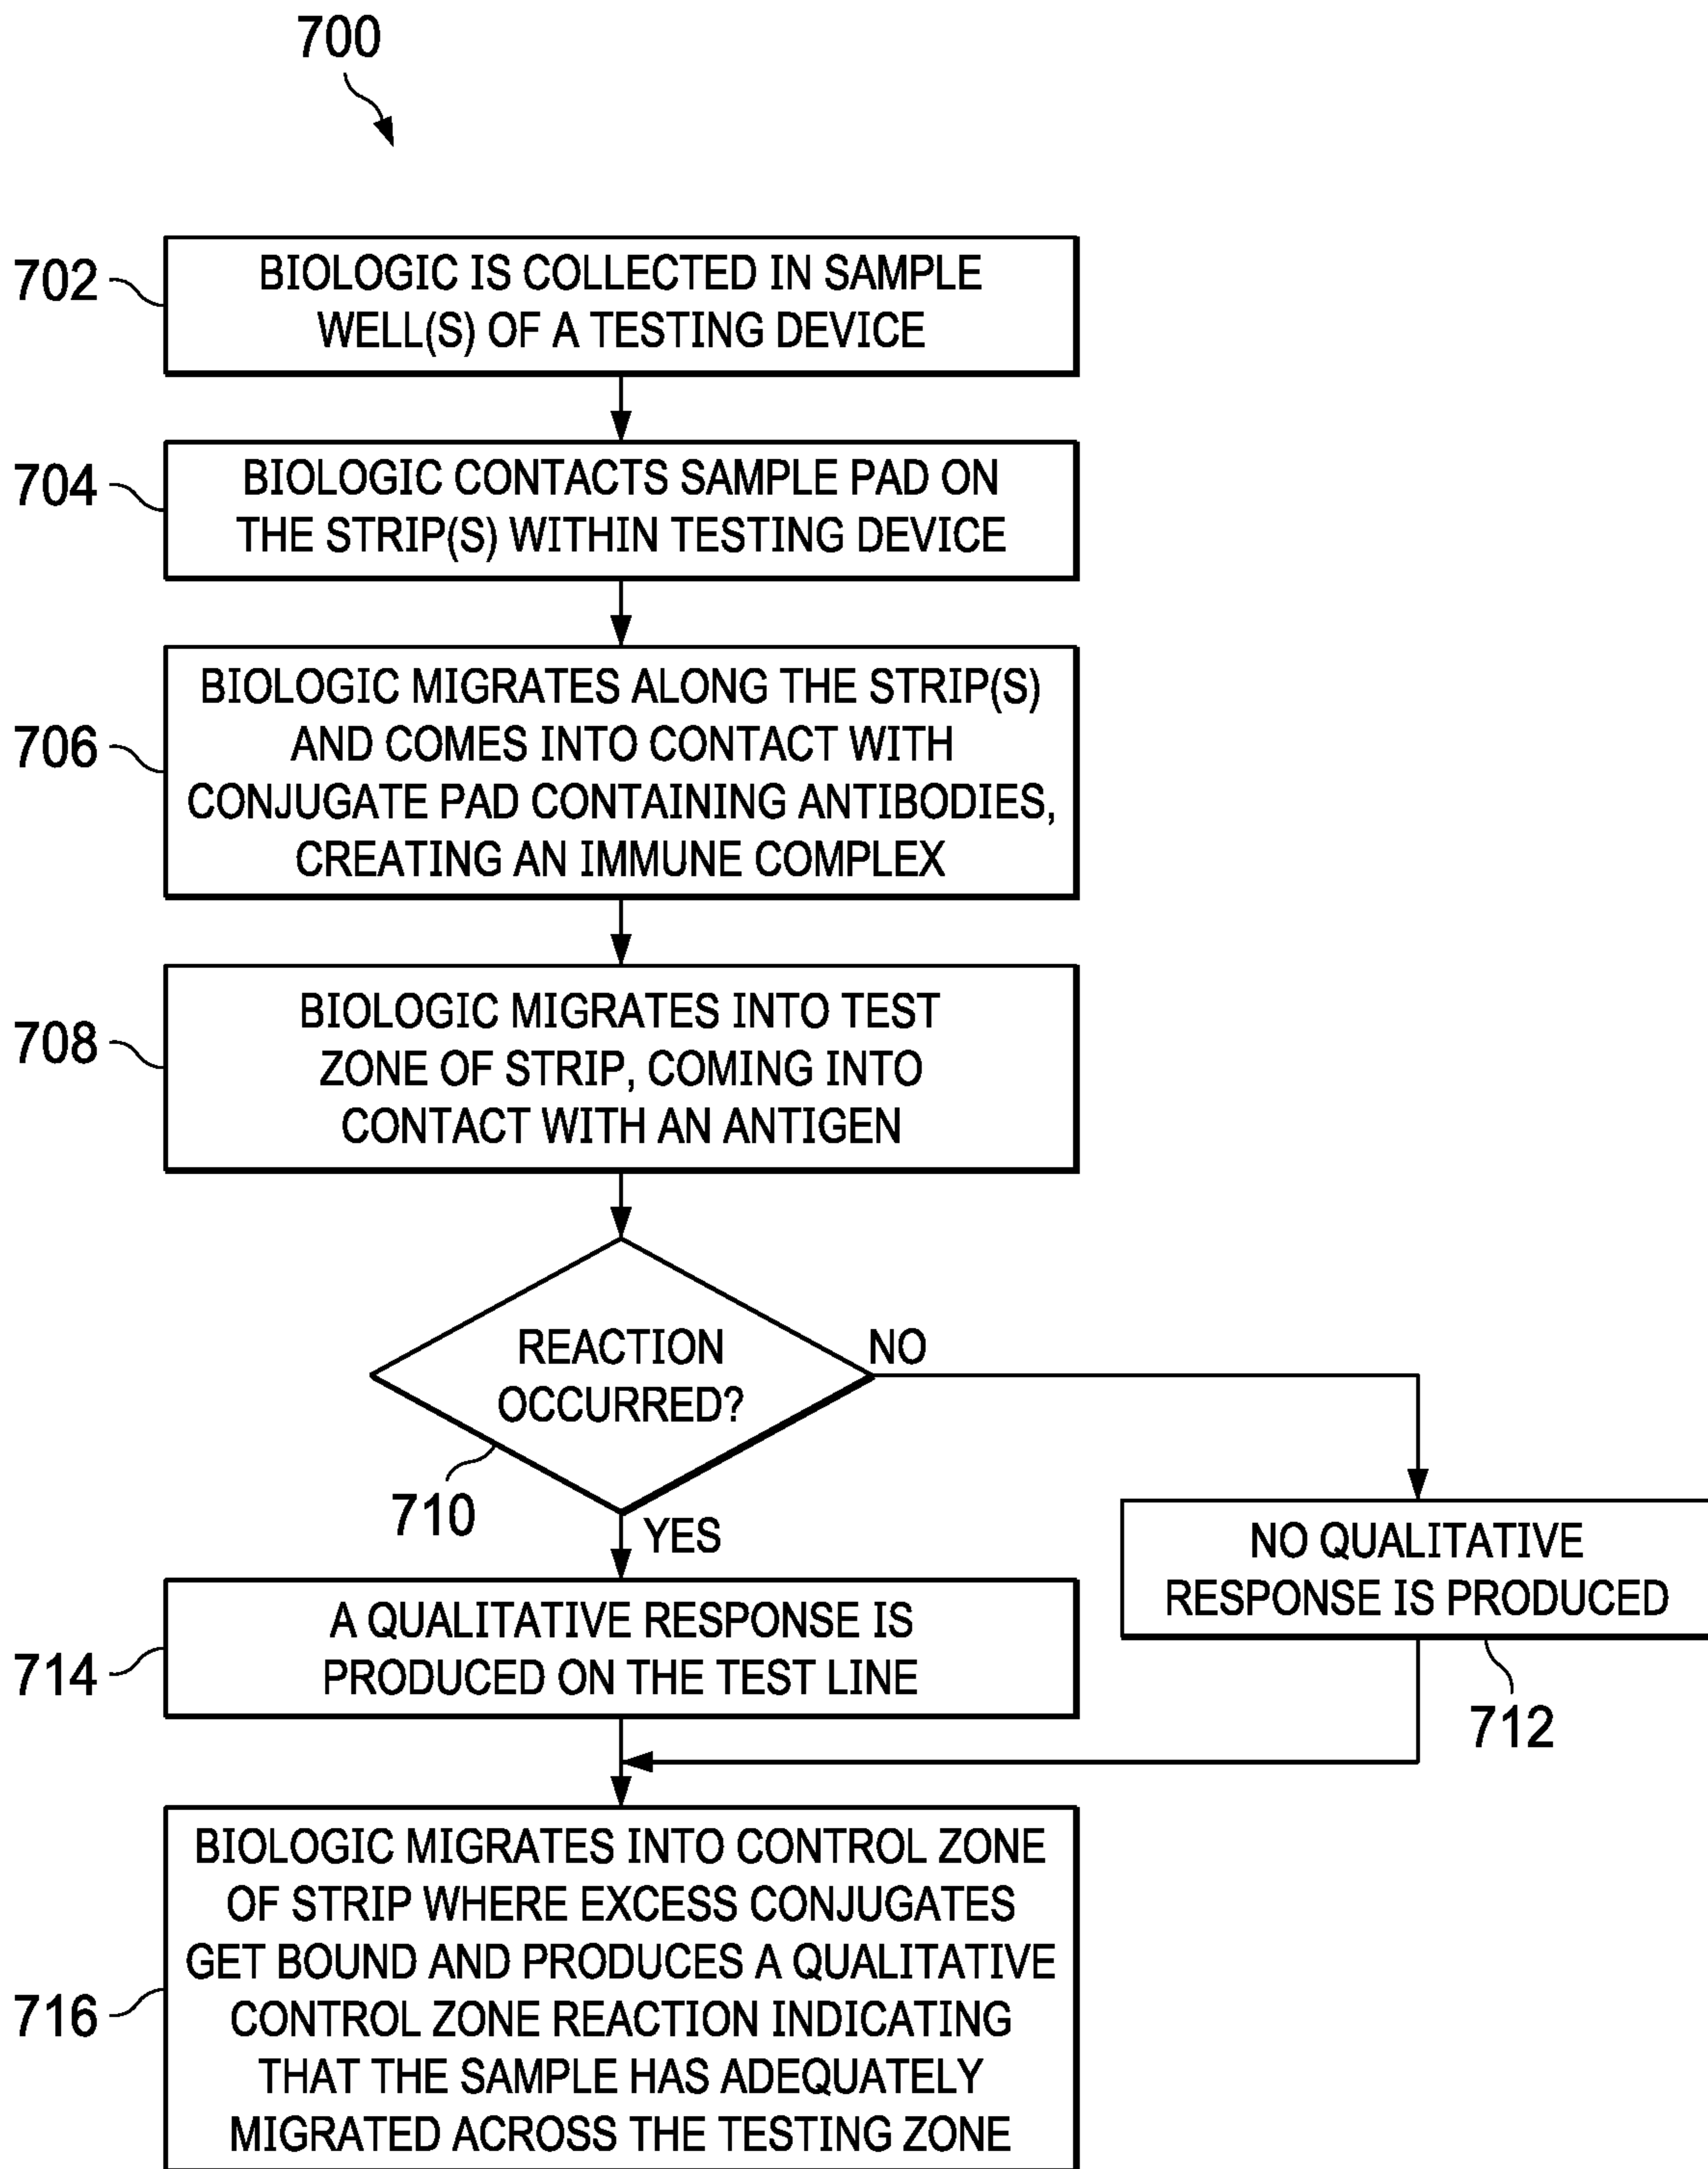 700
702
BIOLOGIC IS COLLECTED IN SAMPLE
WELL(S) OF A TESTING DEVICE
704
BIOLOGIC CONTACTS SAMPLE PAD ON
THE STRIP(S) WITHIN TESTING DEVICE
706
BIOLOGIC MIGRATES ALONG THE STRIP(S)
AND COMES INTO CONTACT WITH
CONJUGATE PAD CONTAINING ANTIBODIES,
CREATING AN IMMUNE COMPLEX
708
BIOLOGIC MIGRATES INTO TEST
ZONE OF STRIP, COMING INTO
CONTACT WITH AN ANTIGEN
REACTION
OCCURRED?
NO
710
YES
NO QUALITATIVE
RESPONSE IS PRODUCED
712
714
A QUALITATIVE RESPONSE IS
PRODUCED ON THE TEST LINE
716
BIOLOGIC MIGRATES INTO CONTROL ZONE
OF STRIP WHERE EXCESS CONJUGATES
GET BOUND AND PRODUCES A QUALITATIVE
CONTROL ZONE REACTION INDICATING
THAT THE SAMPLE HAS ADEQUATELY
MIGRATED ACROSS THE TESTING ZONE